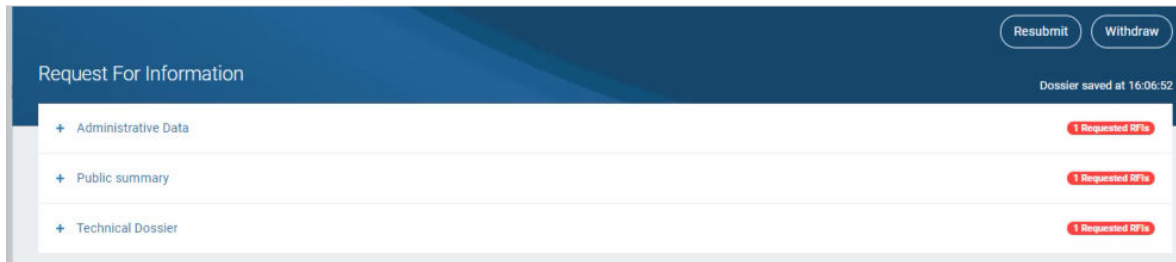 Resubmit Withdraw
Request For Information
Dossier saved at 16:06:52
+ Administrative Data 1 Requested RFIs
+ Public summary 1 Requested RFIs
+ Technical Dossier 1 Requested RFIs